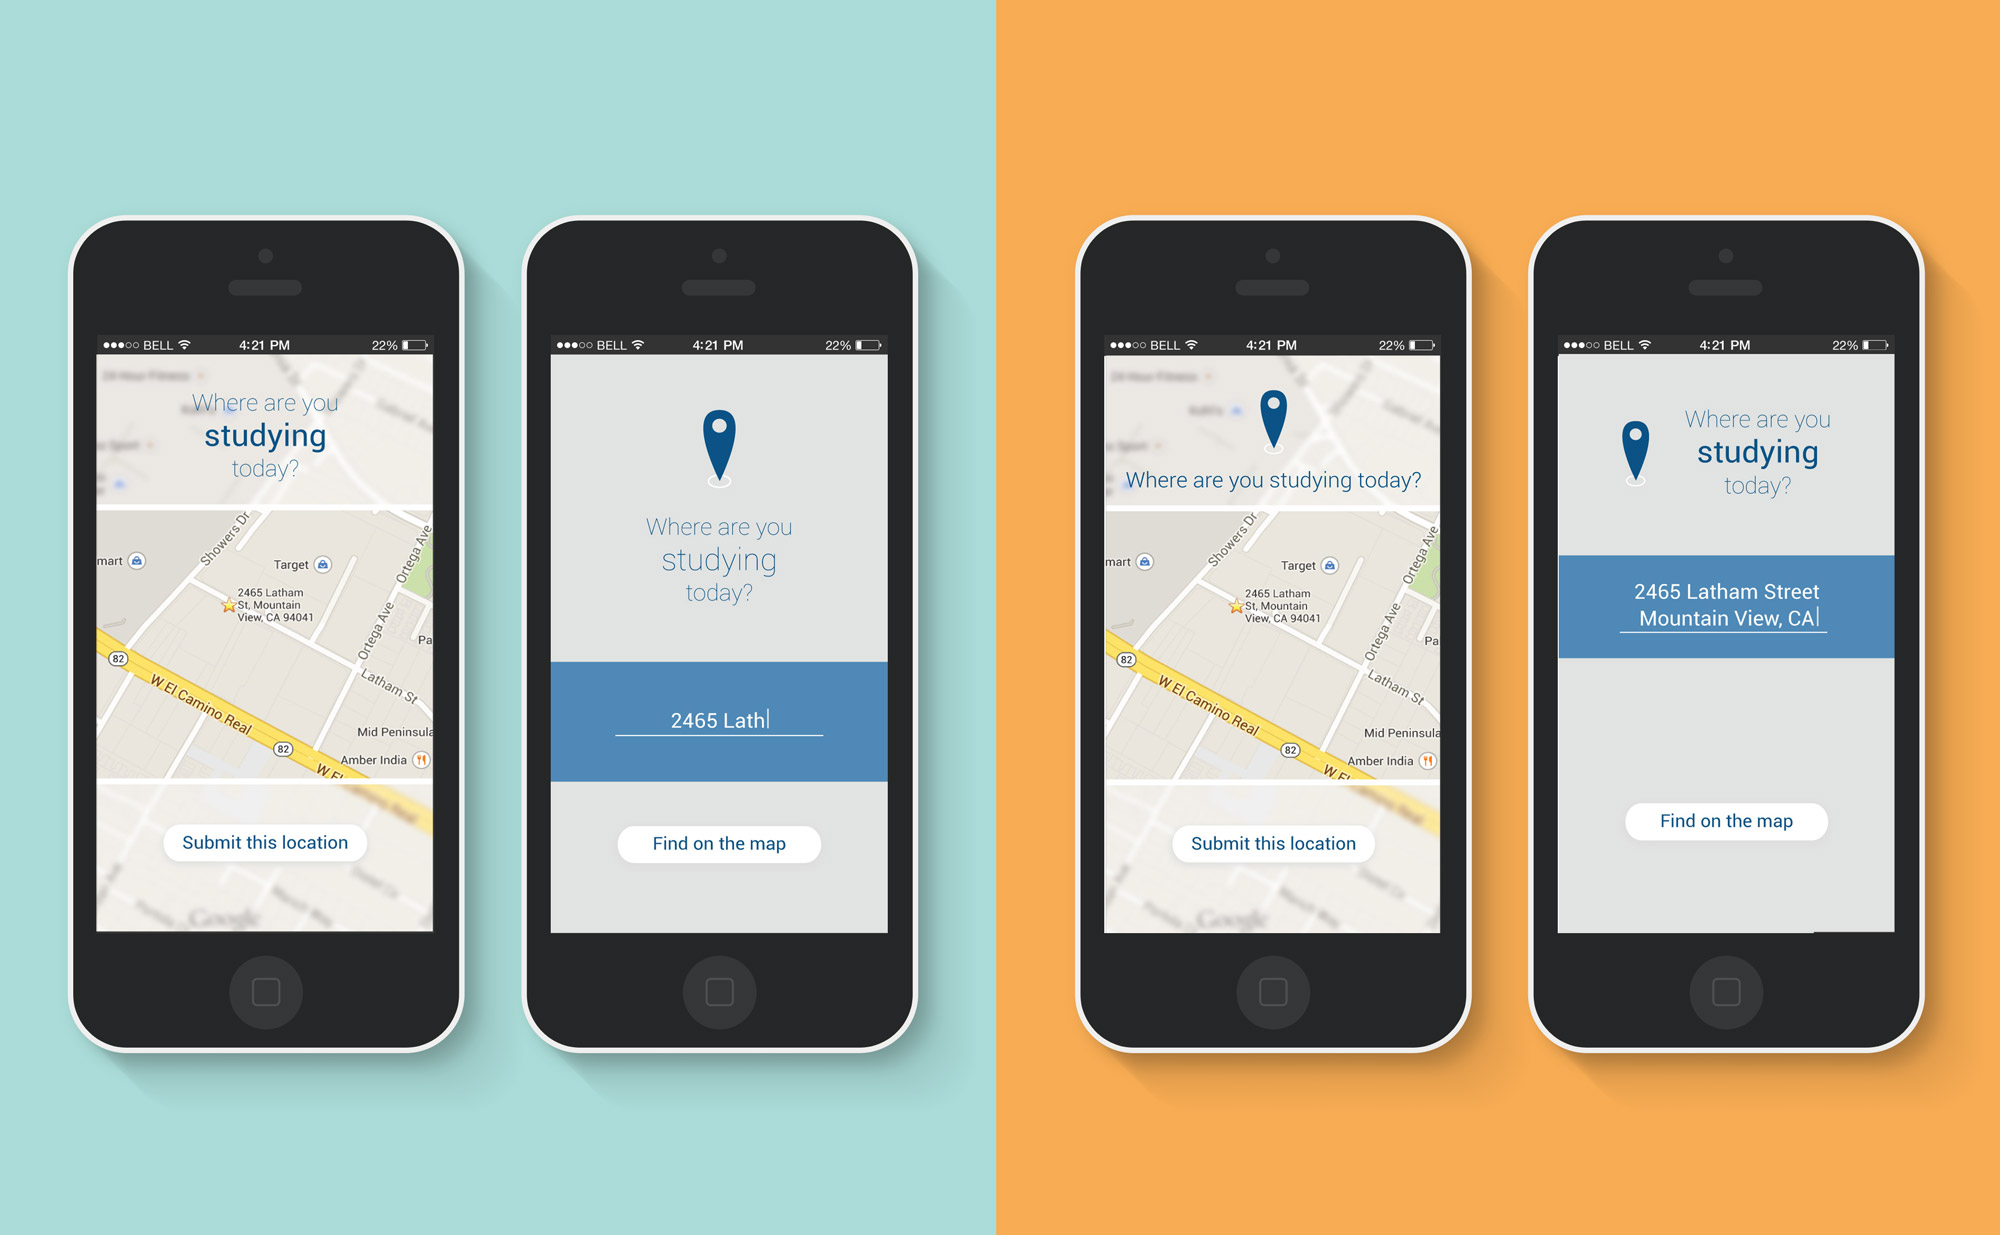 BELL 4:21 PM 22%
Where are you
studying
today?
mart
Showers Dr
Target
Ortega Ave
2465 Latham
St, Mountain
View, CA 94041
Ortega Ave
Pa
82
Latham St
W El Camino Real
Mid Peninsula
82
Amber India
W El
Submit this location
Google
BELL 4:21 PM 22%
Where are you
studying
today?
2465 Lath
Find on the map
BELL 4:21 PM 22%
24 Hour Fitness
Kohl's
Where are you studying today?
mart
Showers Dr
Target
Ortega Ave
2465 Latham
St, Mountain
View, CA 94041
Ortega Ave
Pa
82
Latham St
W El Camino Real
Mid Peninsula
82
Amber India
W El
Submit this location
Google
BELL 4:21 PM 22%
Where are you
studying
today?
2465 Latham Street
Mountain View, CA
Find on the map